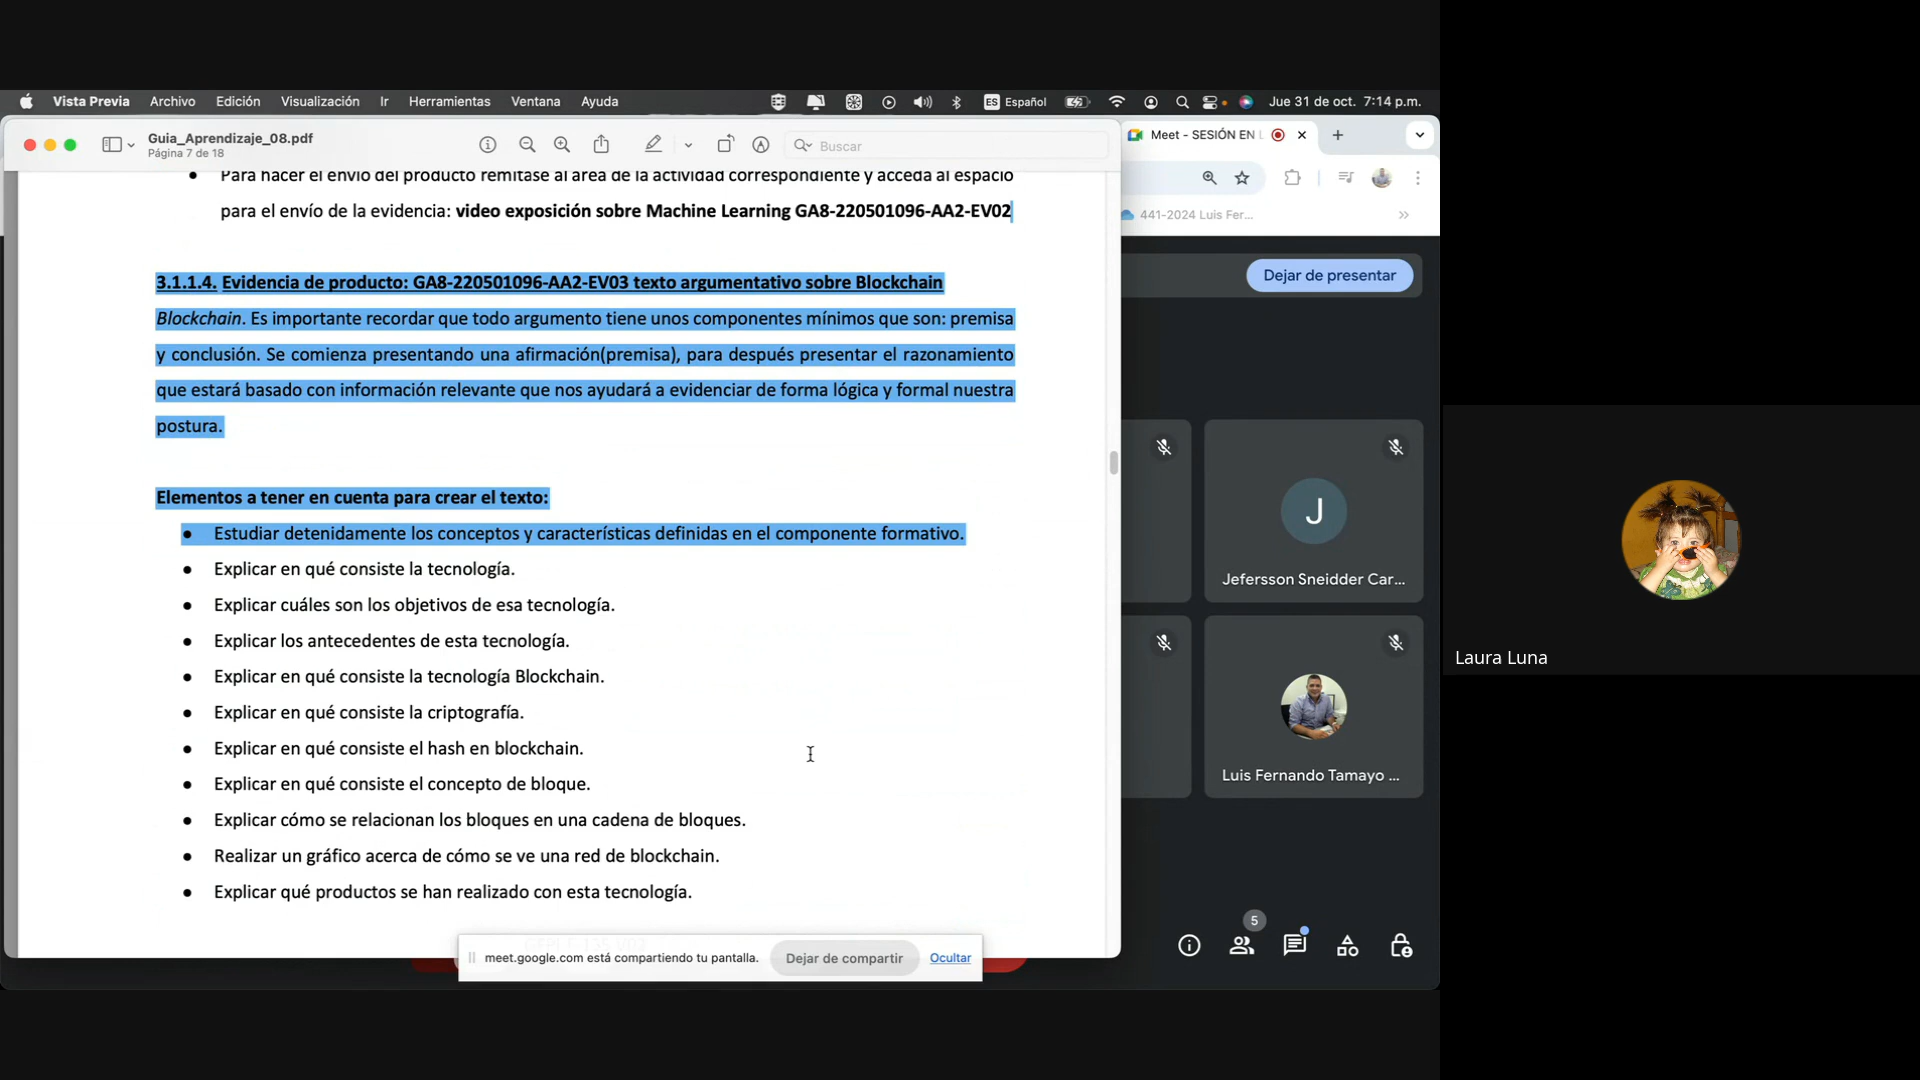 Vista Previa Archivo Edición Visualización Ir Herramientas Ventana Ayuda ES Español Jue 31 de oct. 7:14 p.m.
Guia_Aprendizaje_08.pdf
Página 7 de 18
Buscar
Meet - SESIÓN EN L
441-2024 Luis Fer...
Dejar de presentar
Para hacer el envío del producto remítase al área de la actividad correspondiente y acceda al espacio
para el envío de la evidencia: video exposición sobre Machine Learning GA8-220501096-AA2-EV02
3.1.1.4. Evidencia de producto: GA8-220501096-AA2-EV03 texto argumentativo sobre Blockchain
Blockchain. Es importante recordar que todo argumento tiene unos componentes mínimos que son: premisa
y conclusión. Se comienza presentando una afirmación(premisa), para después presentar el razonamiento
que estará basado con información relevante que nos ayudará a evidenciar de forma lógica y formal nuestra
postura.
Elementos a tener en cuenta para crear el texto:
● Estudiar detenidamente los conceptos y características definidas en el componente formativo.
● Explicar en qué consiste la tecnología.
● Explicar cuáles son los objetivos de esa tecnología.
● Explicar los antecedentes de esta tecnología.
● Explicar en qué consiste la tecnología Blockchain.
● Explicar en qué consiste la criptografía.
● Explicar en qué consiste el hash en blockchain.
● Explicar en qué consiste el concepto de bloque.
● Explicar cómo se relacionan los bloques en una cadena de bloques.
● Realizar un gráfico acerca de cómo se ve una red de blockchain.
● Explicar qué productos se han realizado con esta tecnología.
meet.google.com está compartiendo tu pantalla. Dejar de compartir Ocultar
J
Jefersson Sneidder Car...
Luis Fernando Tamayo ...
5
Laura Luna